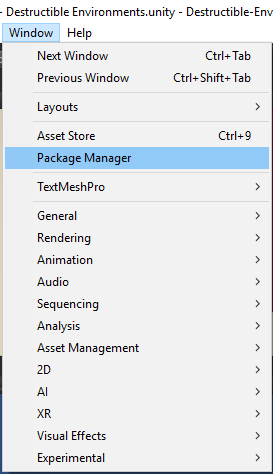 - Destructible Environments.unity - Destructible-Env
Window Help
Next Window Ctrl+Tab
Previous Window Ctrl+Shift+Tab
Layouts
Asset Store Ctrl+9
Package Manager
TextMeshPro
General
Rendering
Animation
Audio
Sequencing
Analysis
Asset Management
2D
AI
XR
Visual Effects
Experimental